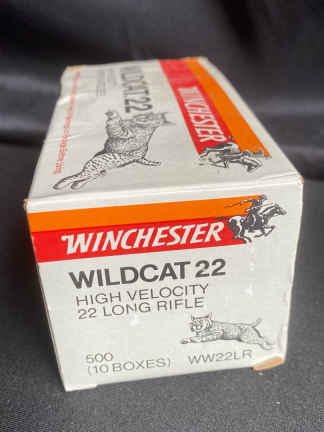 WILDCAT 22
WINCHESTER
WINCHESTER
WILDCAT 22
HIGH VELOCITY
22 LONG RIFLE
500
(10 BOXES)
WW22LR